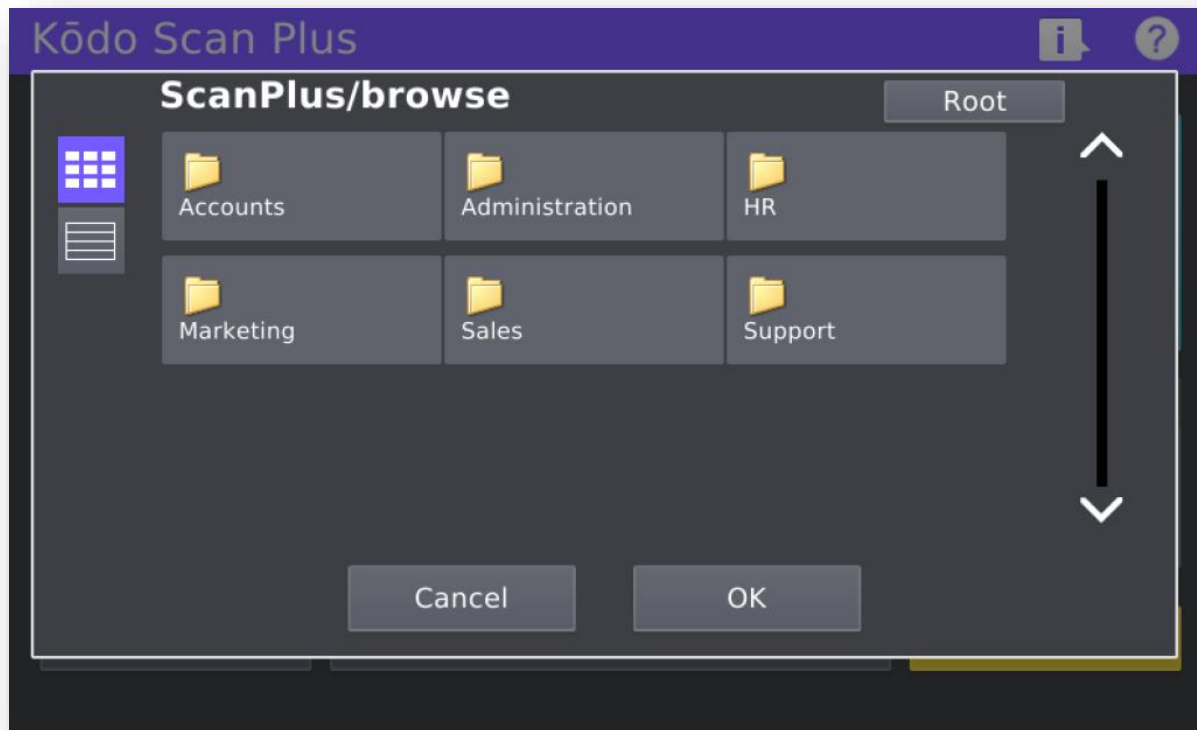 Kōdo Scan Plus
ScanPlus/browse
Root
Accounts
Administration
HR
Marketing
Sales
Support
Cancel
OK